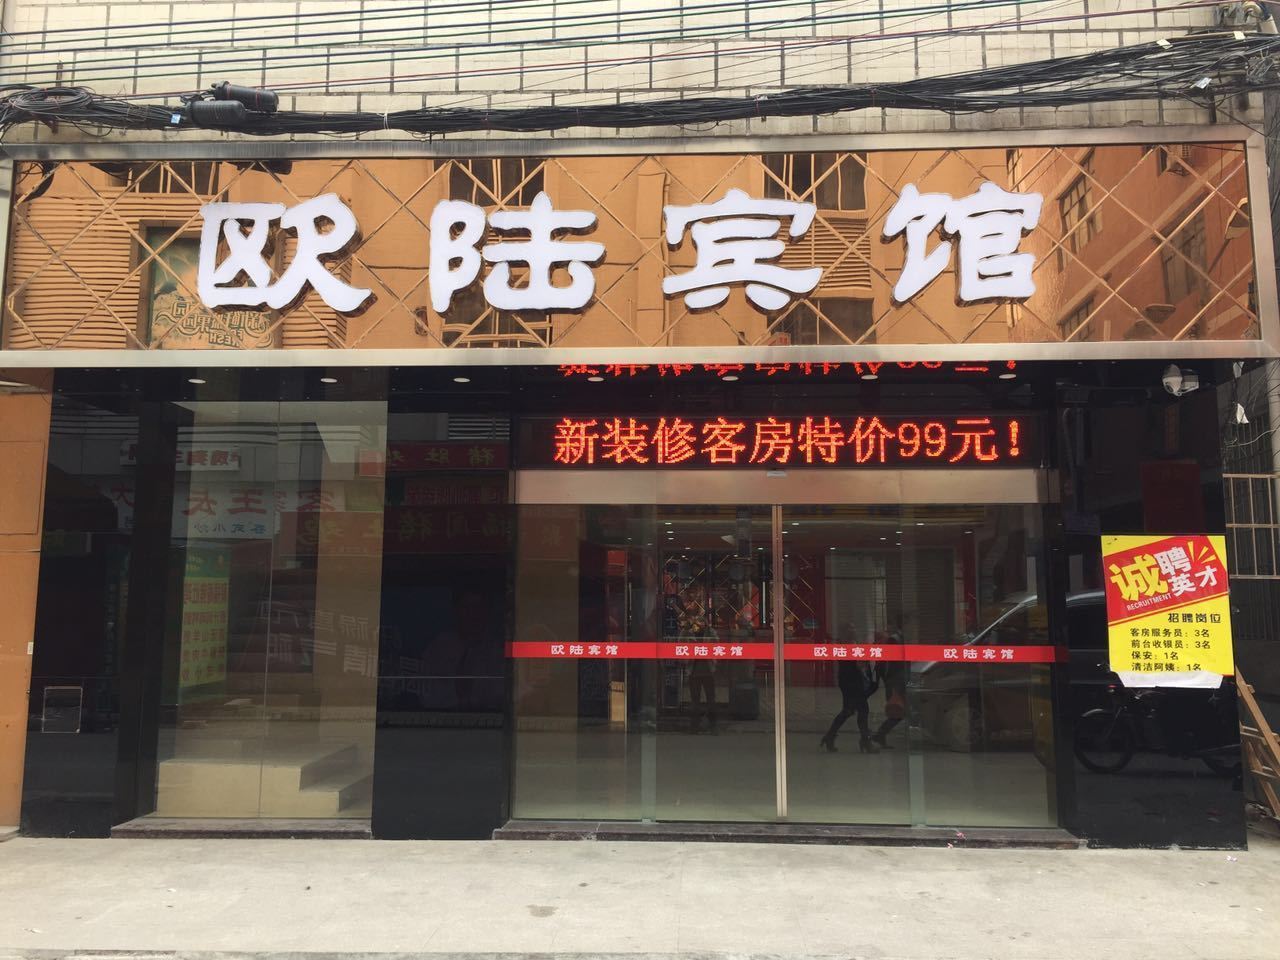 欧陆宾馆
新装修客房特价99元！
欧陆宾馆 欧陆宾馆 欧陆宾馆 欧陆宾馆
诚聘英才
RECRUITMENT
招聘岗位
客房服务员：3名
前台收银员：3名
保安：1名
清洁阿姨：1名